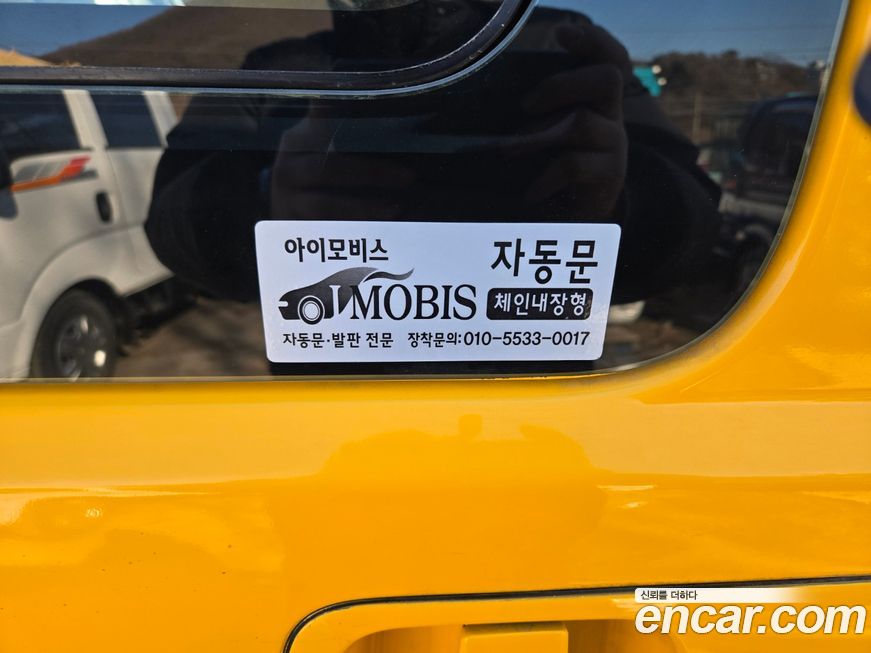 아이모비스
자동문
IMOBIS
체인내장형
자동문·발판 전문 장착문의:010-5533-0017
신뢰를 더하다
encar.com